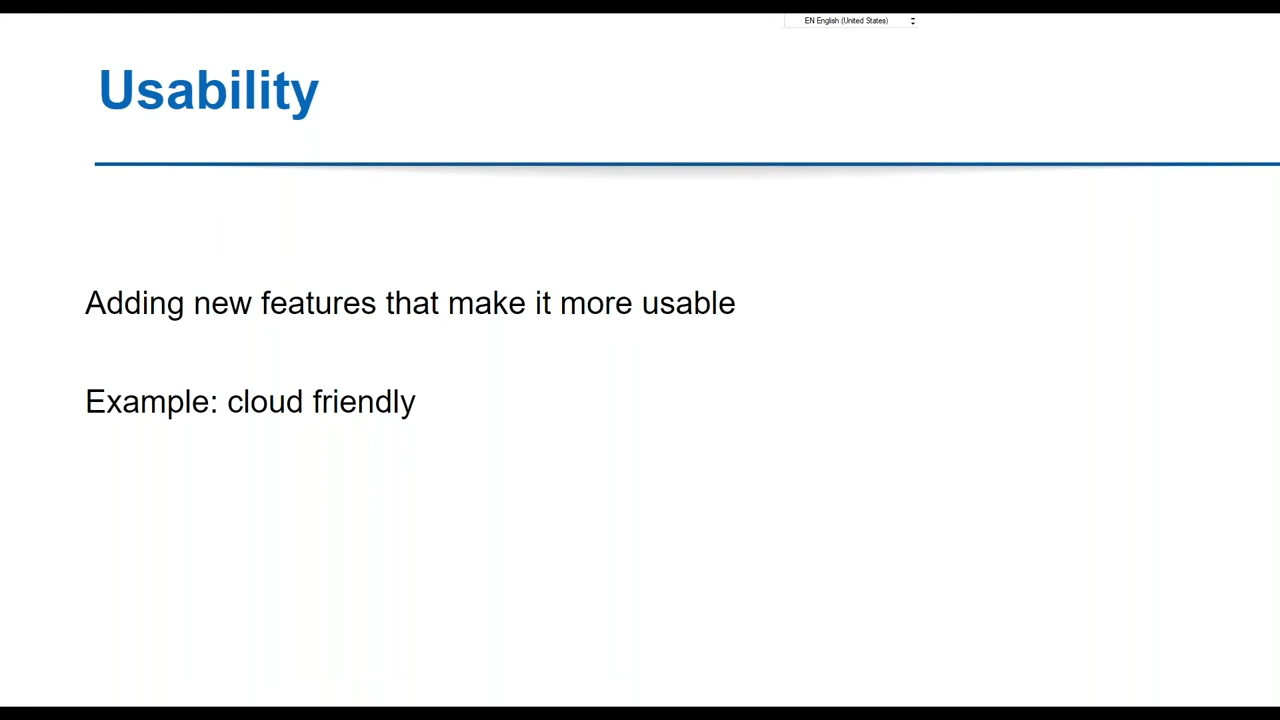 EN English (United States)
Usability
Adding new features that make it more usable
Example: cloud friendly